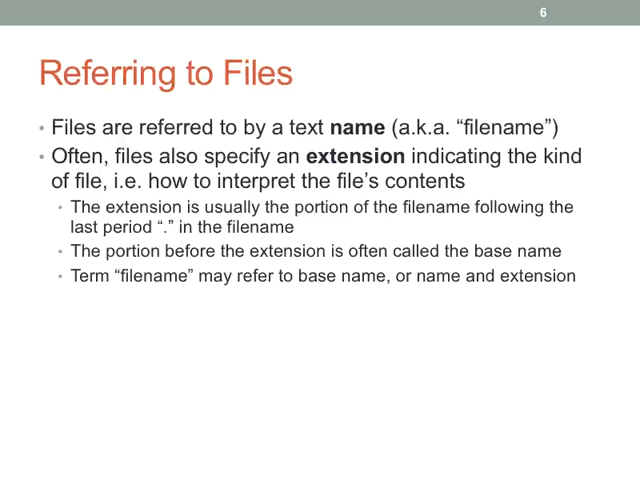 6
Referring to Files
• Files are referred to by a text name (a.k.a. “filename”)
• Often, files also specify an extension indicating the kind
of file, i.e. how to interpret the file’s contents
• The extension is usually the portion of the filename following the
last period “.” in the filename
• The portion before the extension is often called the base name
• Term “filename” may refer to base name, or name and extension